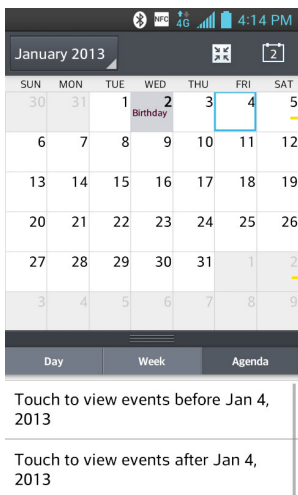 NFC 4G 4:14 PM
January 2013 2
SUN MON TUE WED THU FRI SAT
30 31 1 2 3 4 5
Birthday
6 7 8 9 10 11 12
13 14 15 16 17 18 19
20 21 22 23 24 25 26
27 28 29 30 31 1 2
3 4 5 6 7 8 9
Day Week Agenda
Touch to view events before Jan 4,
2013
Touch to view events after Jan 4,
2013